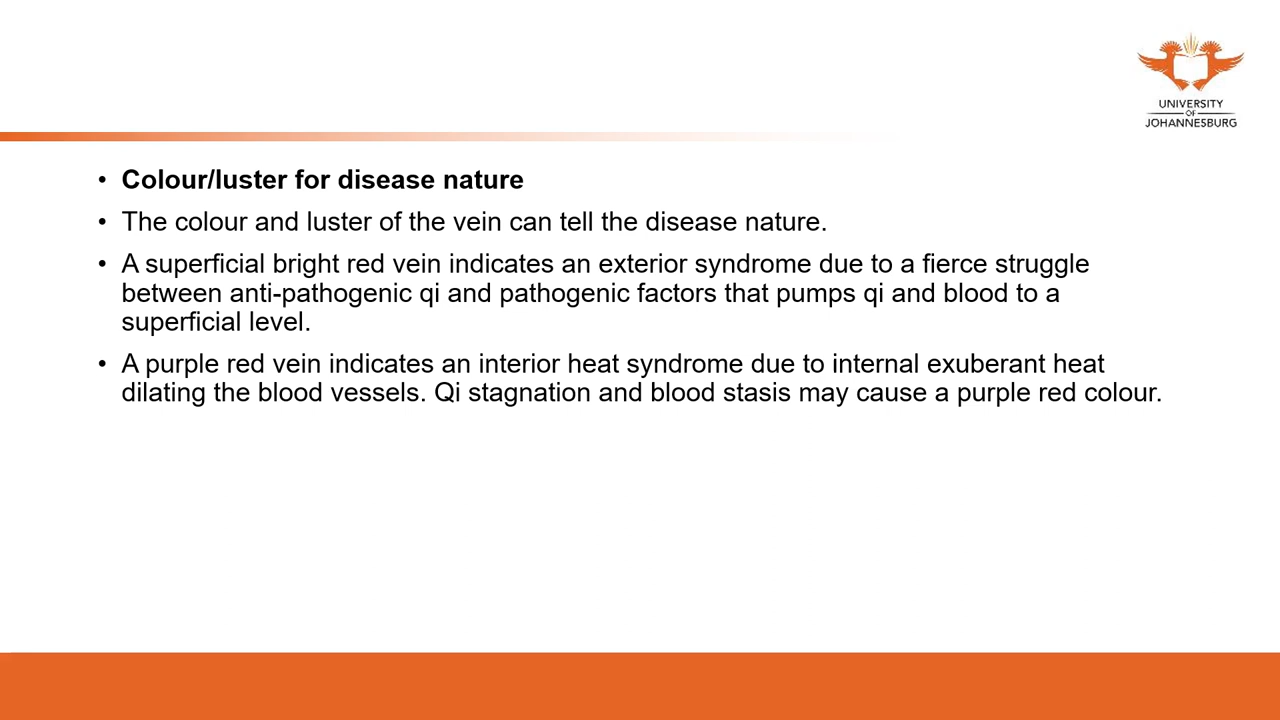 UNIVERSITY
OF
JOHANNESBURG
• Colour/luster for disease nature
• The colour and luster of the vein can tell the disease nature.
• A superficial bright red vein indicates an exterior syndrome due to a fierce struggle
between anti-pathogenic qi and pathogenic factors that pumps qi and blood to a
superficial level.
• A purple red vein indicates an interior heat syndrome due to internal exuberant heat
dilating the blood vessels. Qi stagnation and blood stasis may cause a purple red colour.